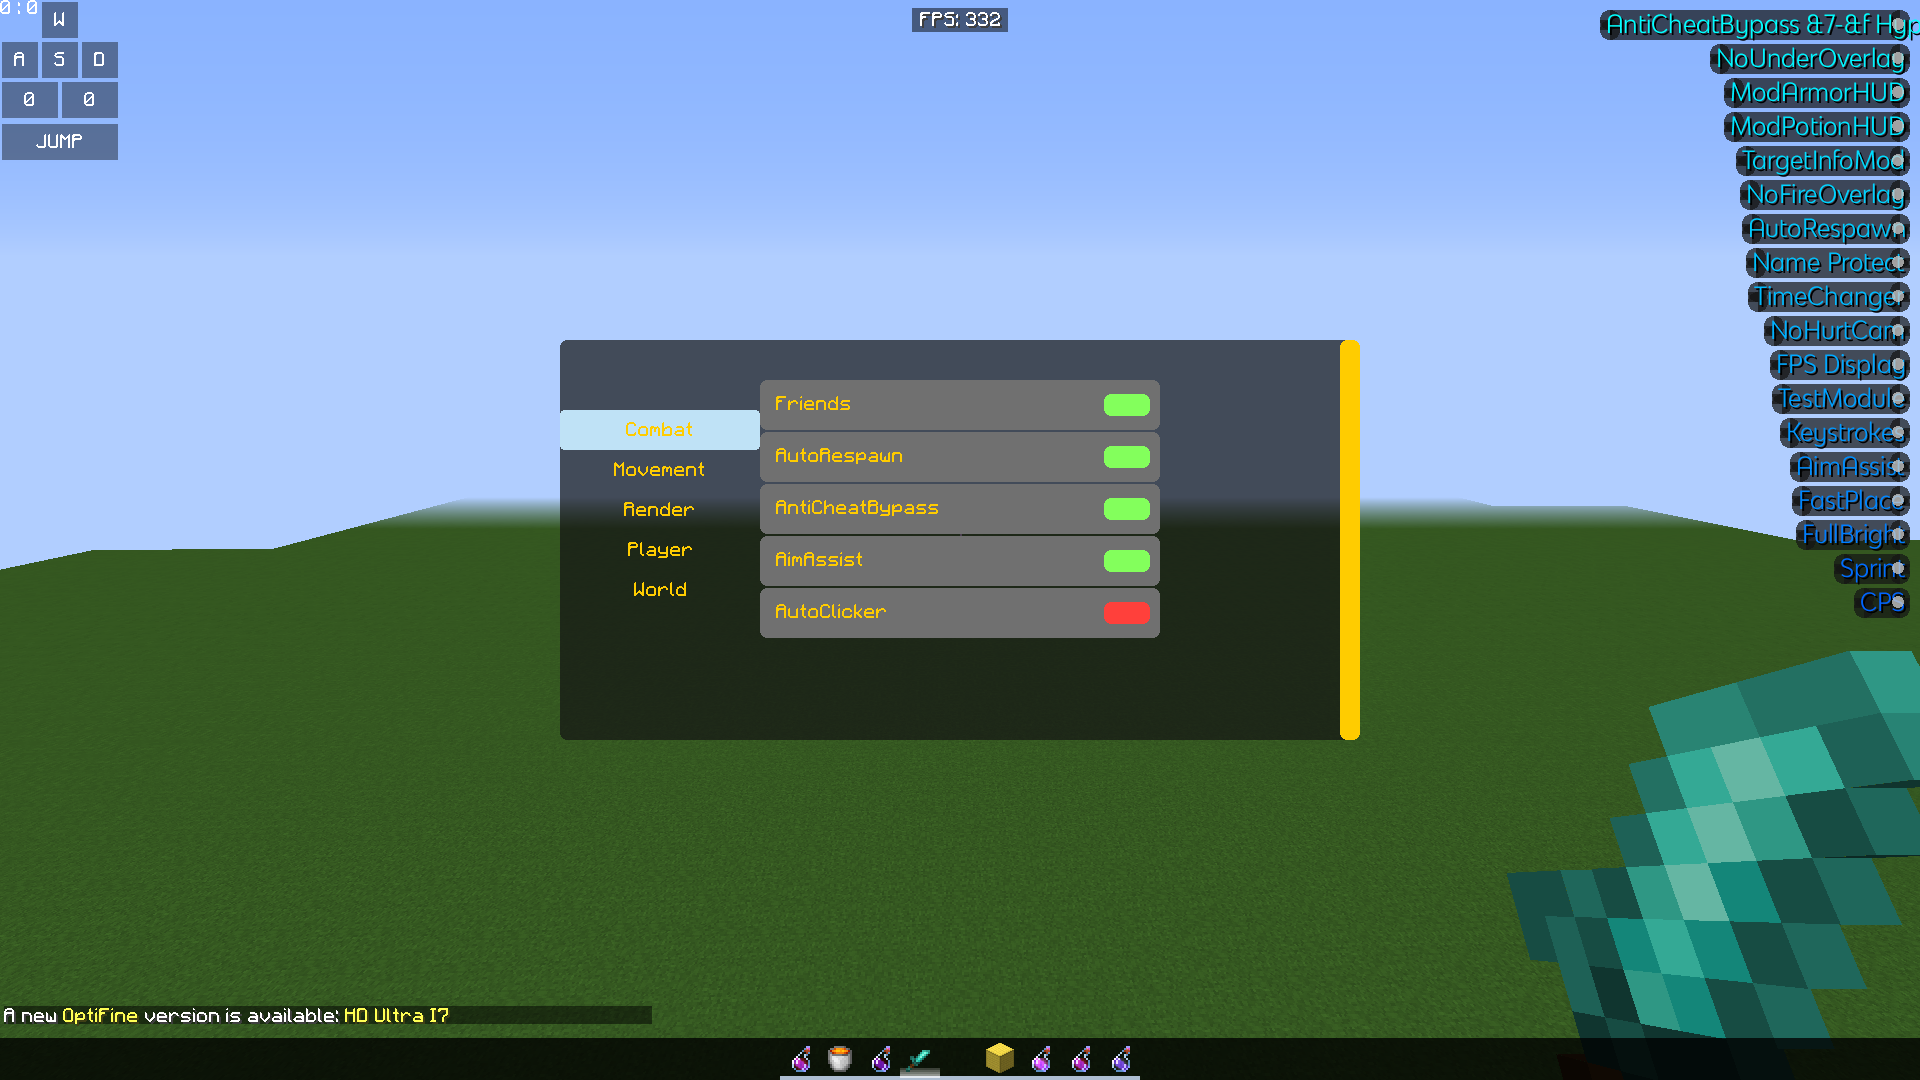 0:0
W
A S D
0 0
JUMP
FPS: 332
AntiCheatBypass &7-&f Hyp
NoUnderOverlay
ModArmorHUD
ModPotionHUD
TargetInfoMod
NoFireOverlay
AutoRespawn
Name Protect
TimeChanger
NoHurtCam
FPS Display
TestModule
Keystrokes
AimAssist
FastPlace
FullBright
Sprint
CPS
Combat
Movement
Render
Player
World
Friends
AutoRespawn
AntiCheatBypass
AimAssist
AutoClicker
A new OptiFine version is available: HD Ultra I7